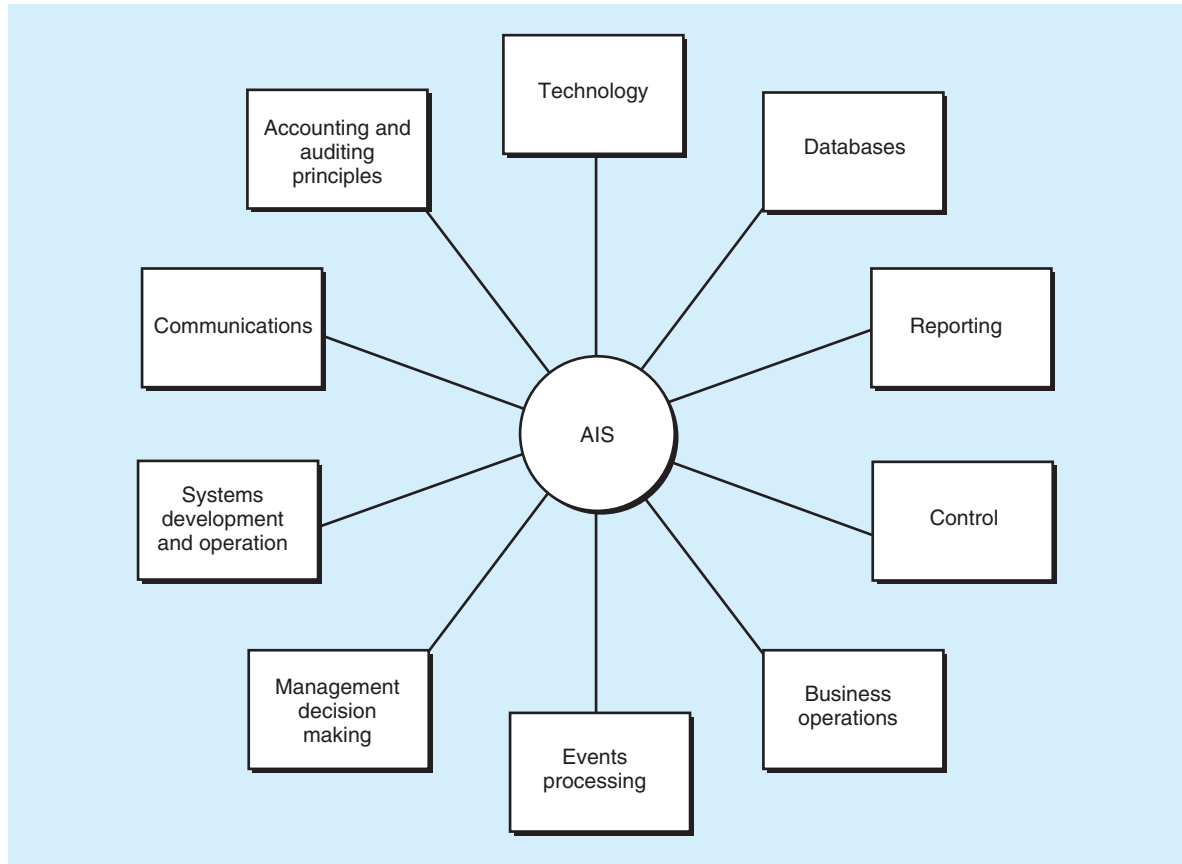 Technology
Accounting and
auditing
principles
Databases
Communications
Reporting
AIS
Systems
development
and operation
Control
Management
decision
making
Business
operations
Events
processing